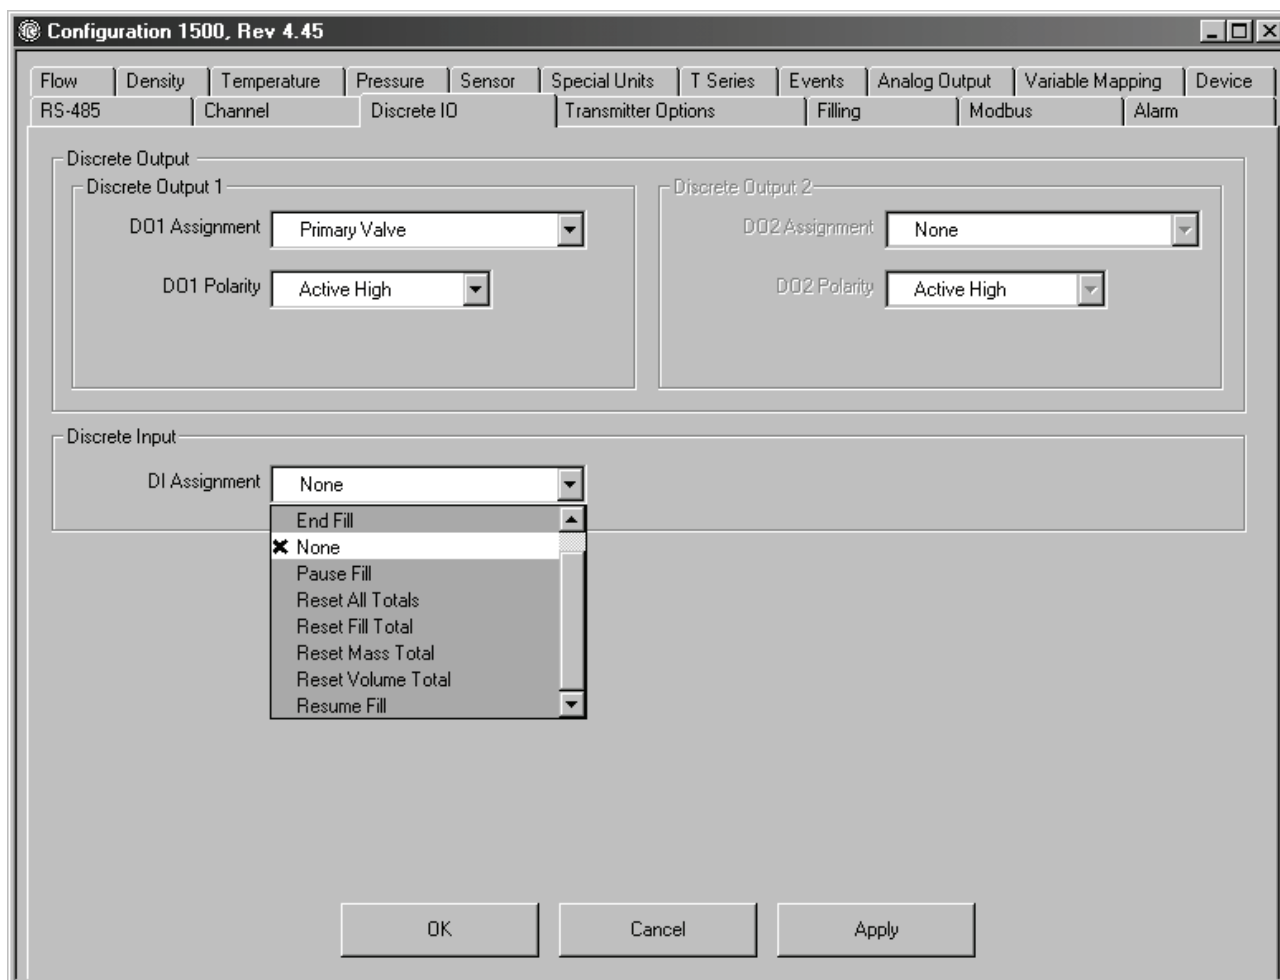 Configuration 1500, Rev 4.45
Flow Density Temperature Pressure Sensor Special Units T Series Events Analog Output Variable Mapping Device
RS-485 Channel Discrete IO Transmitter Options Filling Modbus Alarm
Discrete Output
Discrete Output 1 Discrete Output 2
DO1 Assignment Primary Valve DO2 Assignment None
DO1 Polarity Active High DO2 Polarity Active High
Discrete Input
DI Assignment None
End Fill
None
Pause Fill
Reset All Totals
Reset Fill Total
Reset Mass Total
Reset Volume Total
Resume Fill
OK Cancel Apply